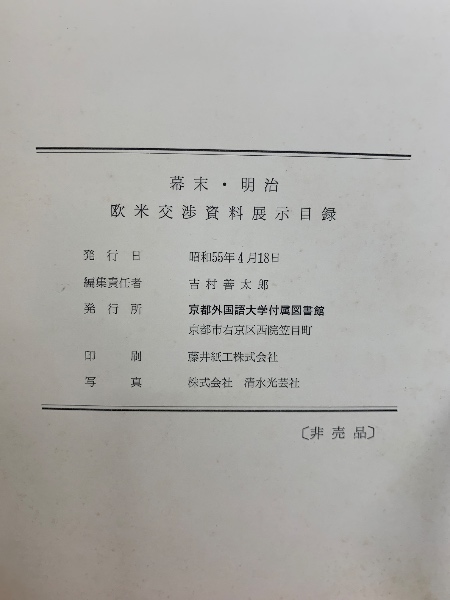 幕末・明治
欧米交渉資料展示目録
発行日 昭和55年4月18日
編集責任者 吉村善太郎
発行所 京都外国語大学付属図書館
京都市右京区西院笠目町
印刷 藤井紙工株式会社
写真 株式会社 清水光芸社
〔非売品〕